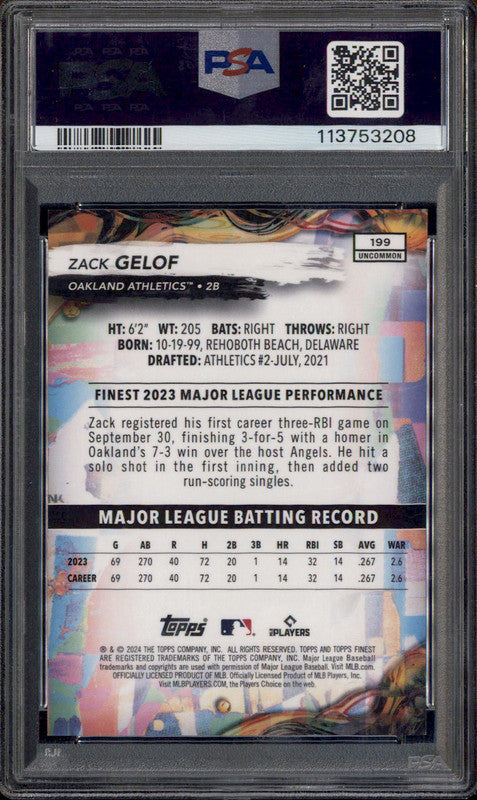 PSA
113753208
199
UNCOMMON
ZACK GELOF
OAKLAND ATHLETICS™ • 2B
HT: 6'2" WT: 205 BATS: RIGHT THROWS: RIGHT
BORN: 10-19-99, REHOBOTH BEACH, DELAWARE
DRAFTED: ATHLETICS #2-JULY, 2021
FINEST 2023 MAJOR LEAGUE PERFORMANCE
Zack registered his first career three-RBI game on
September 30, finishing 3-for-5 with a homer in
Oakland's 7-3 win over the host Angels. He hit a
solo shot in the first inning, then added two
run-scoring singles.
MAJOR LEAGUE BATTING RECORD
G AB R H 2B 3B HR RBI SB AVG WAR
2023 69 270 40 72 20 1 14 32 14 .267 2.6
CAREER 69 270 40 72 20 1 14 32 14 .267 2.6
Topps PLAYERS
® & © 2024 THE TOPPS COMPANY, INC. ALL RIGHTS RESERVED. TOPPS AND TOPPS FINEST
ARE REGISTERED TRADEMARKS OF THE TOPPS COMPANY, INC. Major League Baseball
trademarks and copyrights are used with permission of Major League Baseball. Visit MLB.com.
OFFICIALLY LICENSED PRODUCT OF MLB. Officially Licensed Product of MLB Players, Inc.
Visit MLBPLAYERS.COM, the Players Choice on the web.
PSA